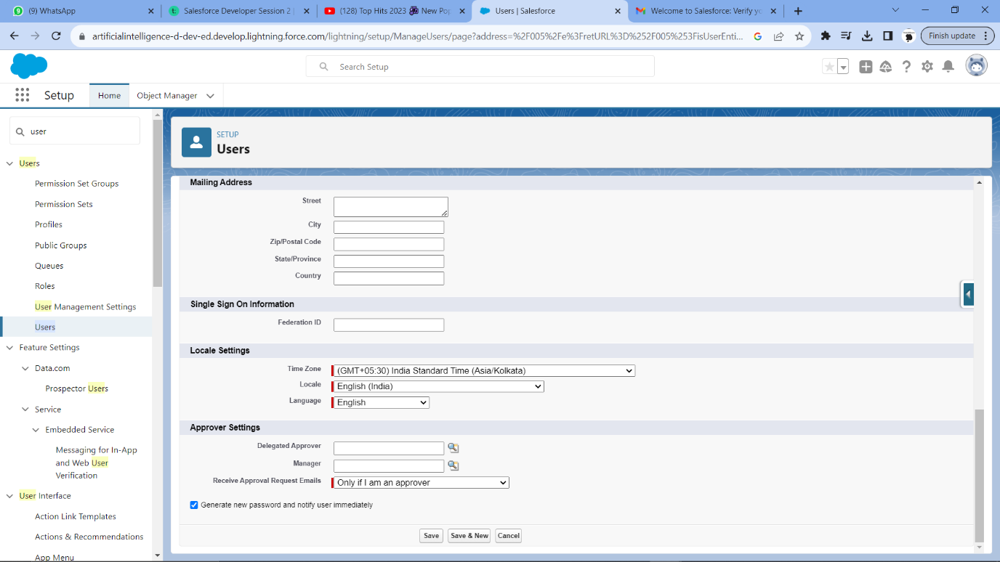 (9) WhatsApp
Salesforce Developer Session 2 |
(128) Top Hits 2023 🎧 New Po
Users | Salesforce
Welcome to Salesforce: Verify yo
artificialintelligence-d-dev-ed.develop.lightning.force.com/lightning/setup/ManageUsers/page?address=%2F005%2Fe%3FretURL%3D%252F005%253FisUserEnti...
Finish update
Search Setup
Setup
Home
Object Manager
user
Users
Permission Set Groups
Permission Sets
Profiles
Public Groups
Queues
Roles
User Management Settings
Users
Feature Settings
Data.com
Prospector Users
Service
Embedded Service
Messaging for In-App
and Web User
Verification
User Interface
Action Link Templates
Actions & Recommendations
App Menu
SETUP
Users
Mailing Address
Street
City
Zip/Postal Code
State/Province
Country
Single Sign On Information
Federation ID
Locale Settings
Time Zone (GMT+05:30) India Standard Time (Asia/Kolkata)
Locale English (India)
Language English
Approver Settings
Delegated Approver
Manager
Receive Approval Request Emails Only if I am an approver
Generate new password and notify user immediately
Save Save & New Cancel